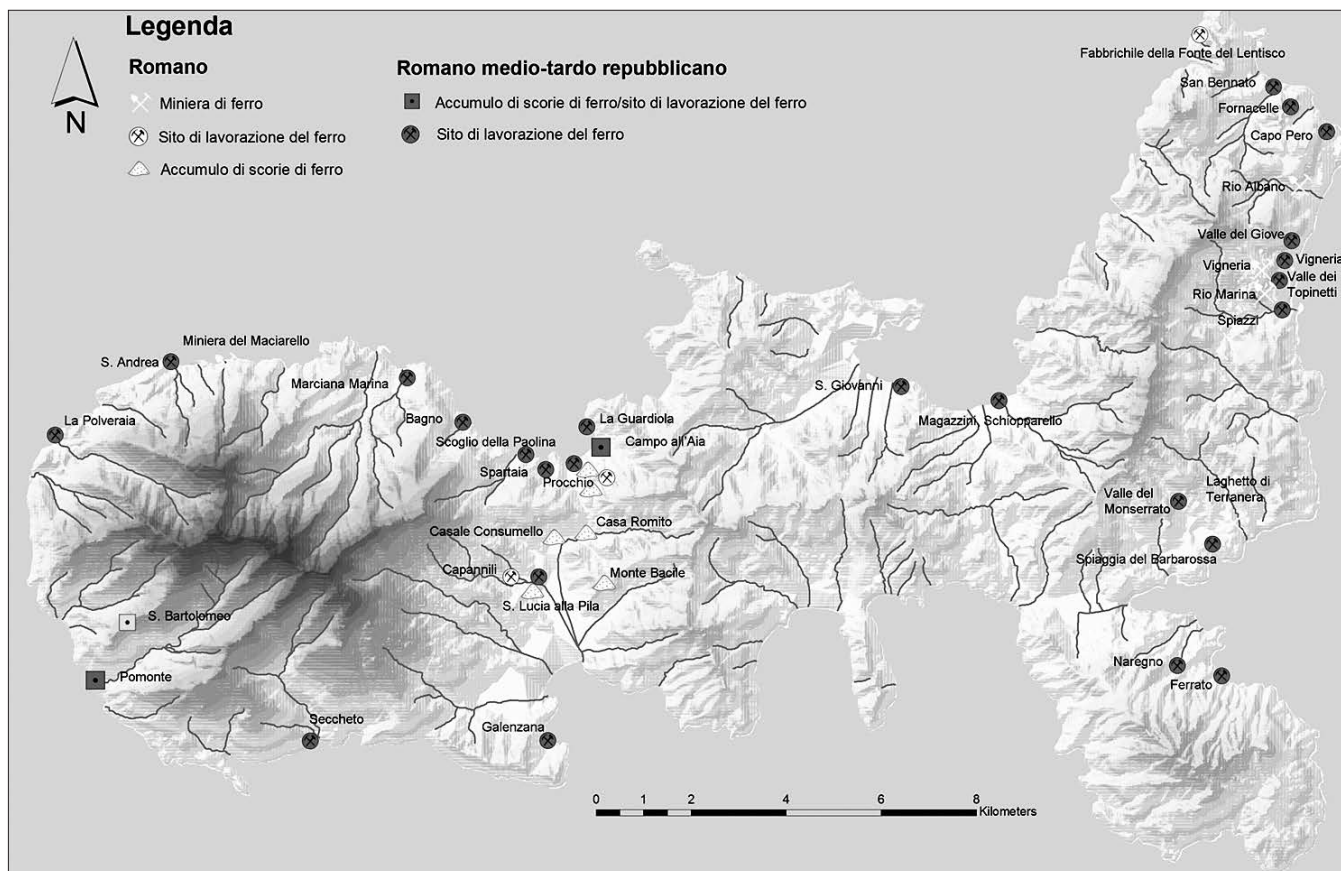 Legenda
Romano
Miniera di ferro
Sito di lavorazione del ferro
Accumulo di scorie di ferro
Romano medio-tardo repubblicano
Accumulo di scorie di ferro/sito di lavorazione del ferro
Sito di lavorazione del ferro
N
Fabbrichile della Fonte del Lentisco
San Bennato
Fornacelle
Capo Pero
Rio Albano
Valle del Giove
Vigneria
Vigneria
Valle dei
Topinetti
Rio Marina
Spiazzi
Miniera del Maciarello
S. Andrea
Marciana Marina
La Polveraia
Bagno
Scoglio della Paolina
Spartaia
Procchio
La Guardiola
Campo all'Aia
S. Giovanni
Magazzini, Schiopparello
Valle del
Monserrato
Laghetto di
Terranera
Spiaggia del Barbarossa
Casale Consumello
Casa Romito
Capannili
Monte Bacile
S. Lucia alla Pila
S. Bartolomeo
Pomonte
Seccheto
Galenzana
Naregno
Ferrato
0 1 2 4 6 8
Kilometers